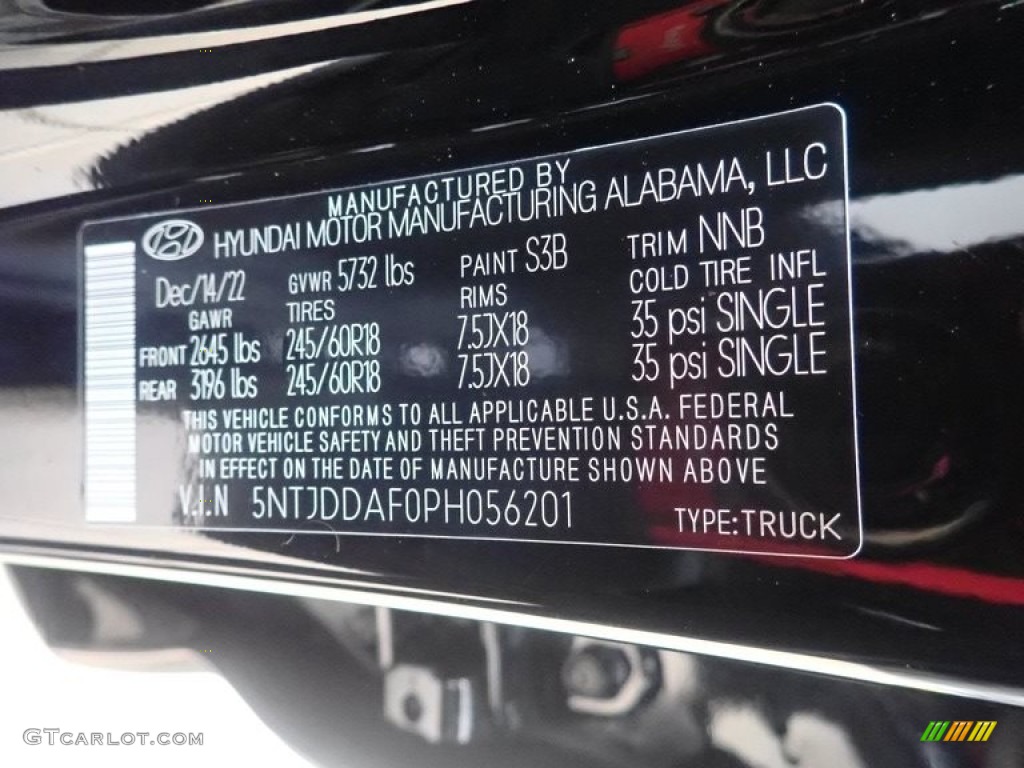 MANUFACTURED BY
HYUNDAI MOTOR MANUFACTURING ALABAMA, LLC
Dec/14/22 GVWR 5732 lbs PAINT S3B TRIM NNB
GAWR TIRES RIMS COLD TIRE INFL
FRONT 2645 lbs 245/60R18 7.5JX18 35 psi SINGLE
REAR 3196 lbs 245/60R18 7.5JX18 35 psi SINGLE
THIS VEHICLE CONFORMS TO ALL APPLICABLE U.S.A. FEDERAL
MOTOR VEHICLE SAFETY AND THEFT PREVENTION STANDARDS
IN EFFECT ON THE DATE OF MANUFACTURE SHOWN ABOVE
V.I.N 5NTJDDAF0PH056201 TYPE:TRUCK
GTCarlot.com